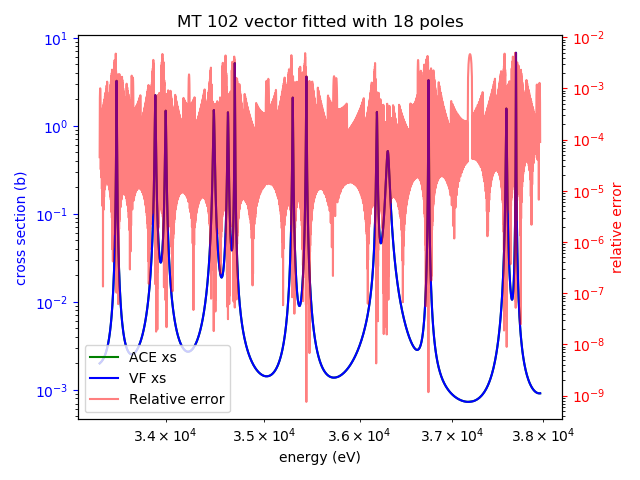 MT 102 vector fitted with 18 poles
10¹
10⁰
10⁻¹
10⁻²
10⁻³
cross section (b)
10⁻²
10⁻³
10⁻⁴
10⁻⁵
10⁻⁶
10⁻⁷
10⁻⁸
10⁻⁹
relative error
ACE xs
VF xs
Relative error
3.4 × 10⁴ 3.5 × 10⁴ 3.6 × 10⁴ 3.7 × 10⁴ 3.8 × 10⁴
energy (eV)